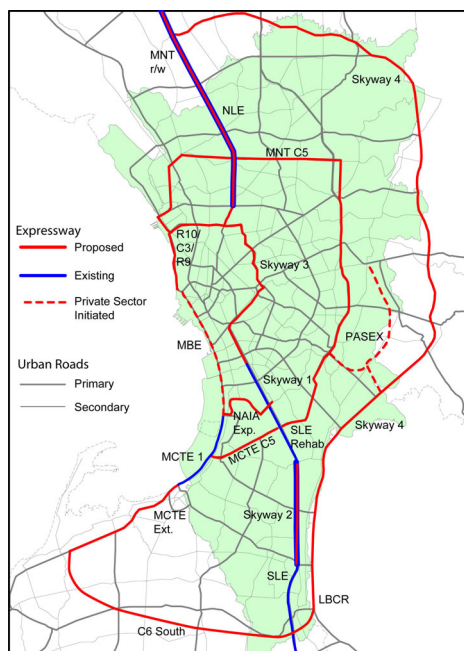 MNT
r/w
Skyway 4
NLE
MNT C5
Expressway
Proposed
Existing
Private Sector
Initiated
Urban Roads
Primary
Secondary
R10/
C3/
R9
Skyway 3
MBE
PASEX
Skyway 1
NAIA
Exp.
SLE
Rehab
Skyway 4
MCTE C5
MCTE 1
MCTE
Ext.
Skyway 2
SLE
LBCR
C6 South